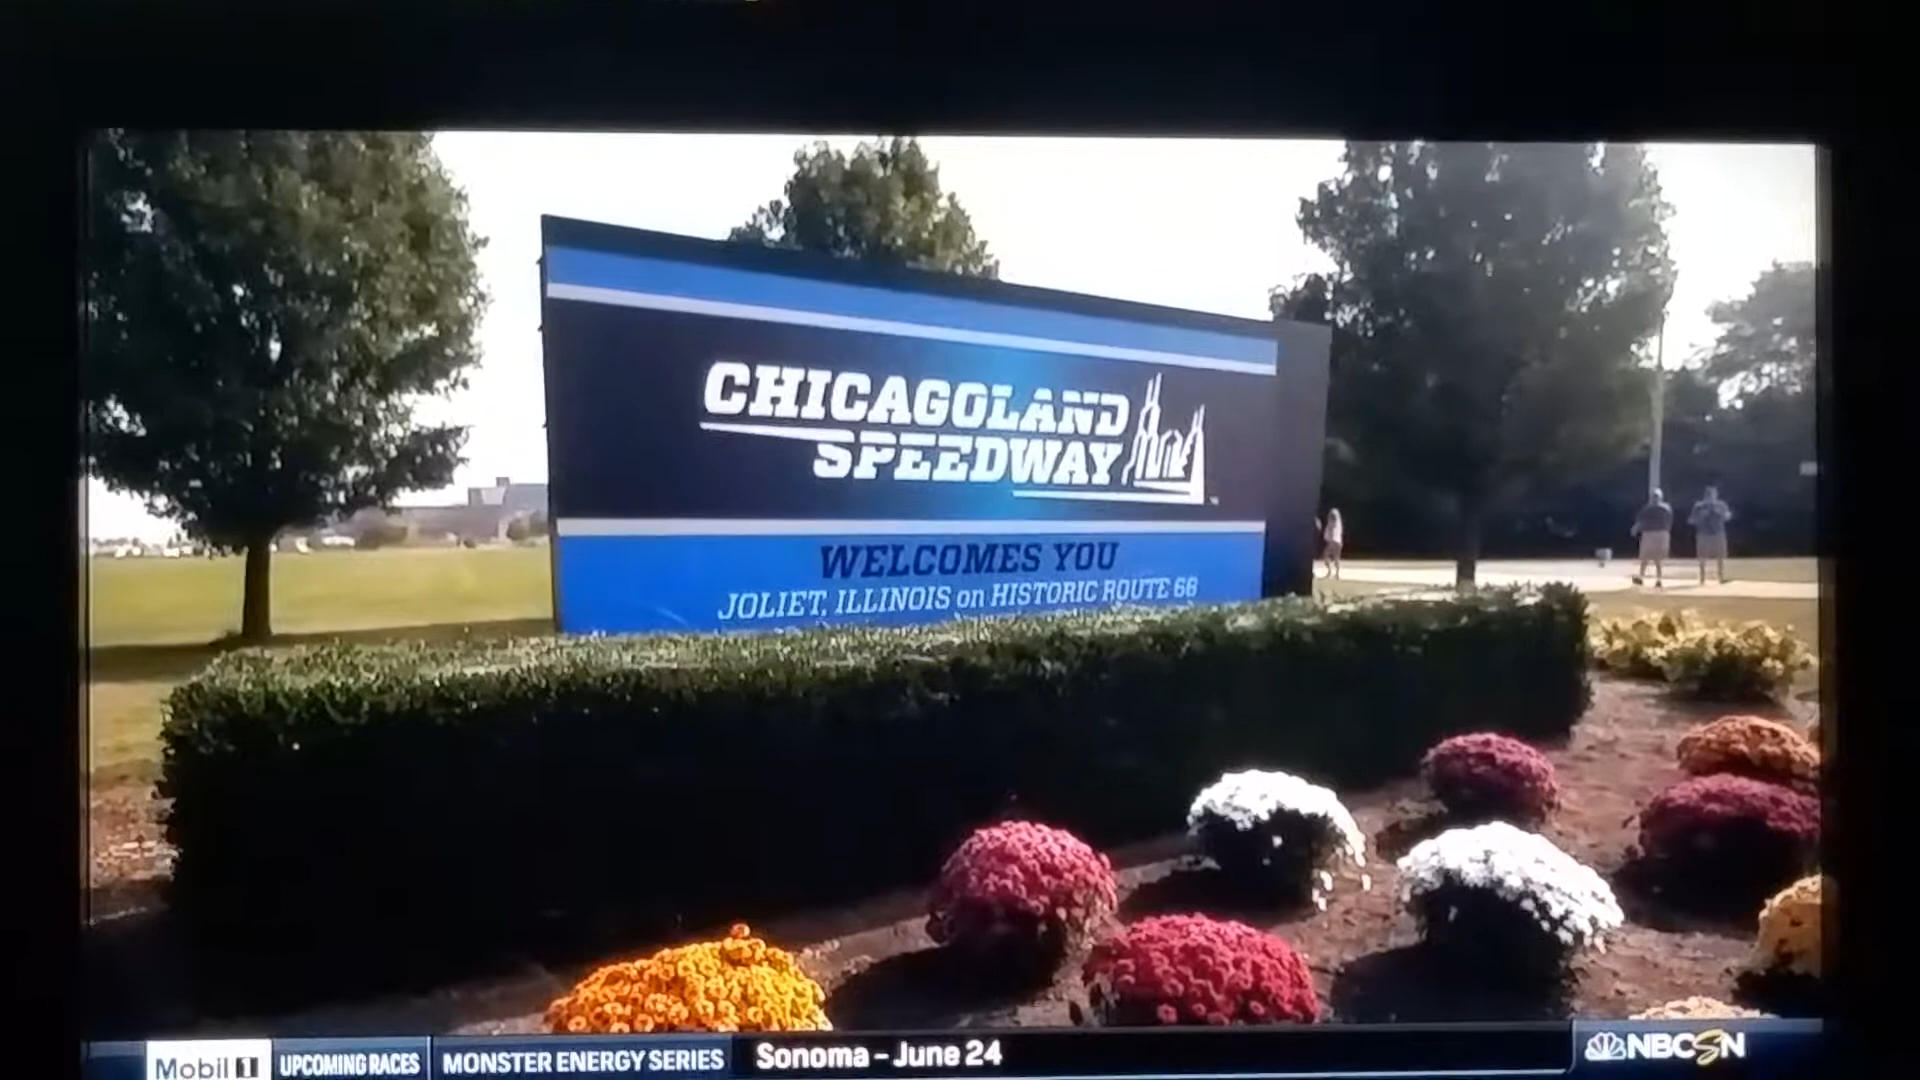 CHICAGOLAND
SPEEDWAY
WELCOMES YOU
JOLIET, ILLINOIS on HISTORIC ROUTE 66
Mobil 1 UPCOMING RACES MONSTER ENERGY SERIES Sonoma – June 24 NBCSN